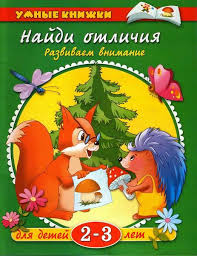 УМНЫЕ КНИЖКИ
Найди отличия
Развиваем внимание
для детей 2-3 лет